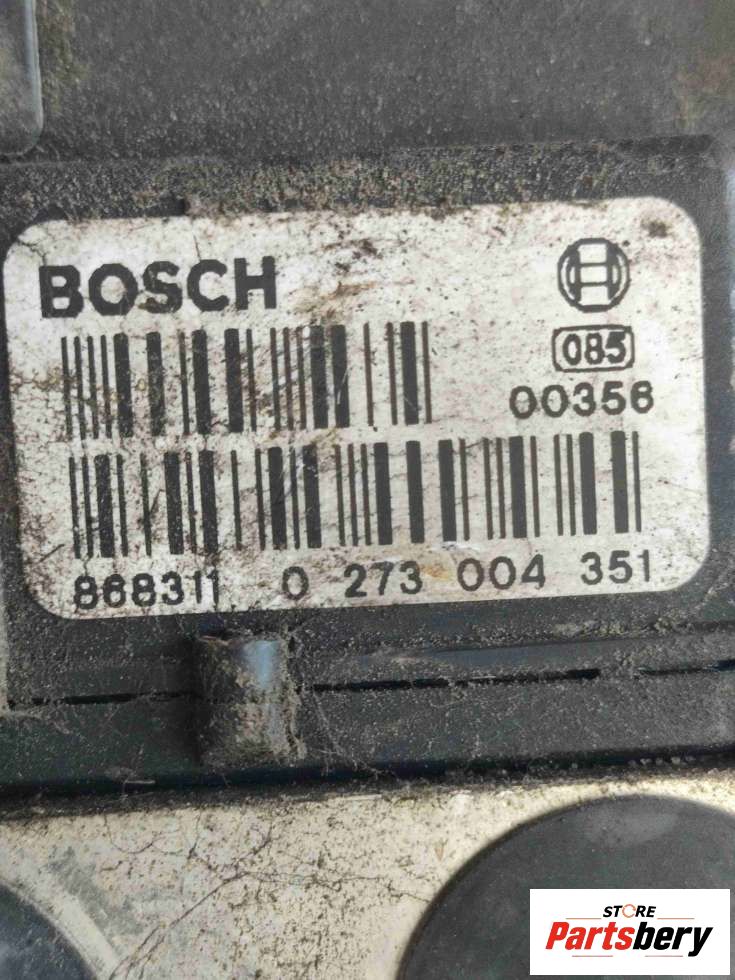 BOSCH
085
00356
868311 0 273 004 351
STORE
Partsbery